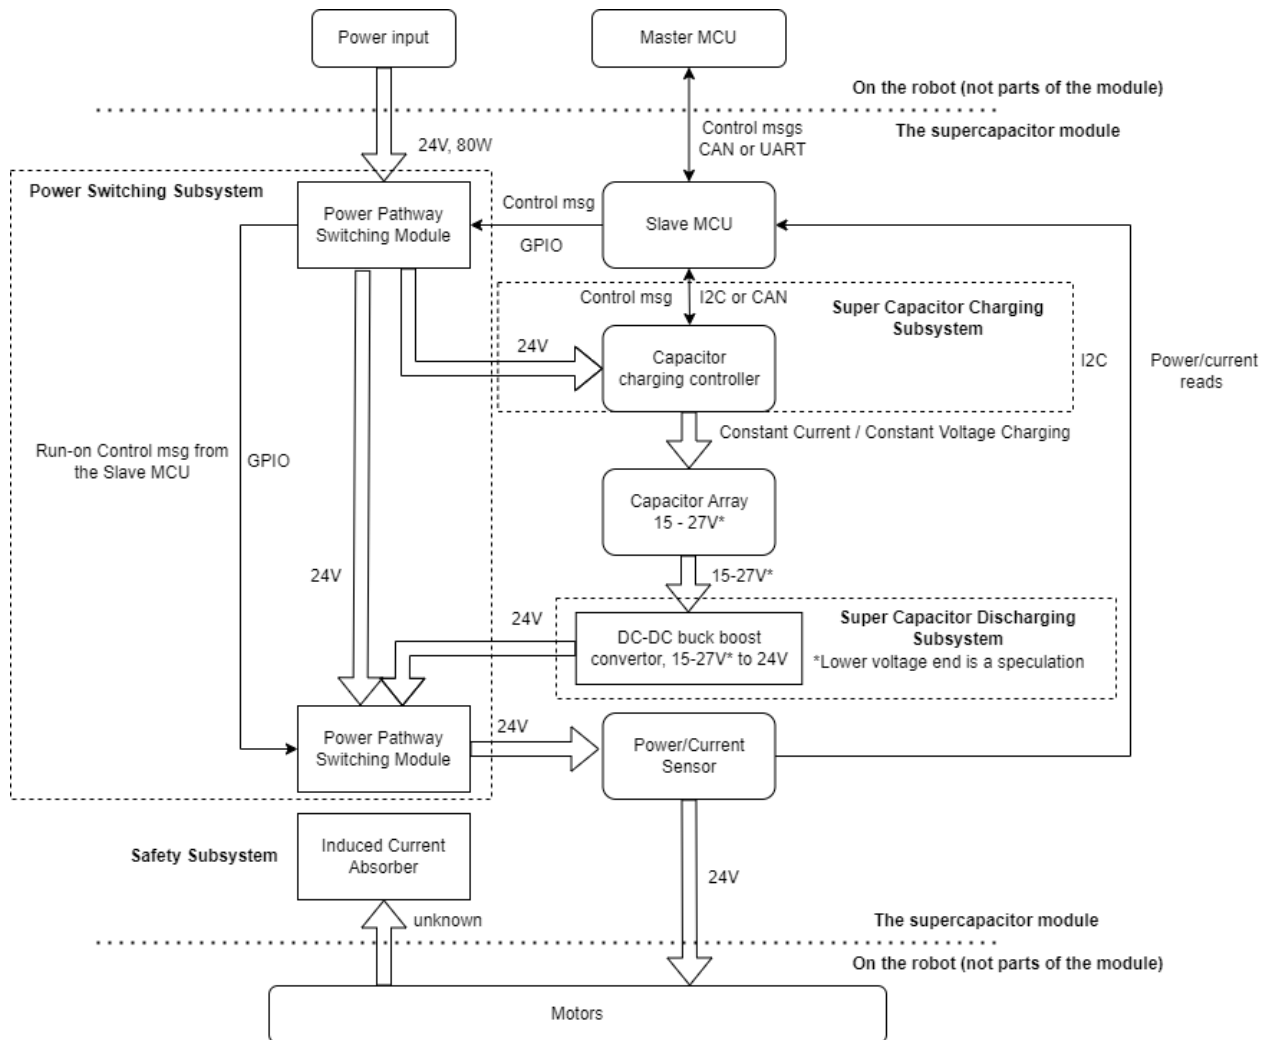 Power input
Master MCU
On the robot (not parts of the module)
Control msgs
CAN or UART
The supercapacitor module
24V, 80W
Power Switching Subsystem
Power Pathway
Switching Module
Control msg
GPIO
Slave MCU
Control msg
I2C or CAN
Super Capacitor Charging
Subsystem
24V
Capacitor
charging controller
I2C
Power/current
reads
Constant Current / Constant Voltage Charging
Run-on Control msg from
the Slave MCU
GPIO
Capacitor Array
15 - 27V*
24V
15-27V*
24V
DC-DC buck boost
convertor, 15-27V* to 24V
Super Capacitor Discharging
Subsystem
*Lower voltage end is a speculation
Power Pathway
Switching Module
24V
Power/Current
Sensor
Safety Subsystem
Induced Current
Absorber
24V
unknown
The supercapacitor module
On the robot (not parts of the module)
Motors